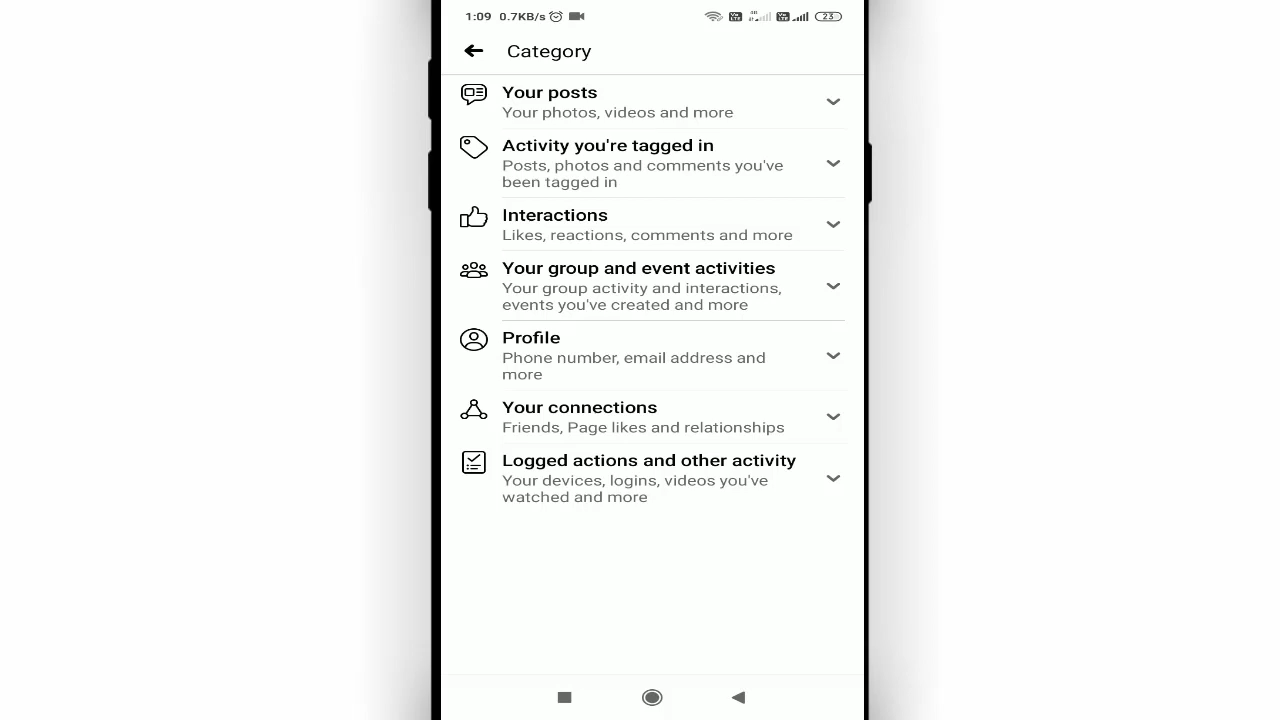 1:09 0.7KB/s 23
Category
Your posts
Your photos, videos and more
Activity you're tagged in
Posts, photos and comments you've
been tagged in
Interactions
Likes, reactions, comments and more
Your group and event activities
Your group activity and interactions,
events you've created and more
Profile
Phone number, email address and
more
Your connections
Friends, Page likes and relationships
Logged actions and other activity
Your devices, logins, videos you've
watched and more